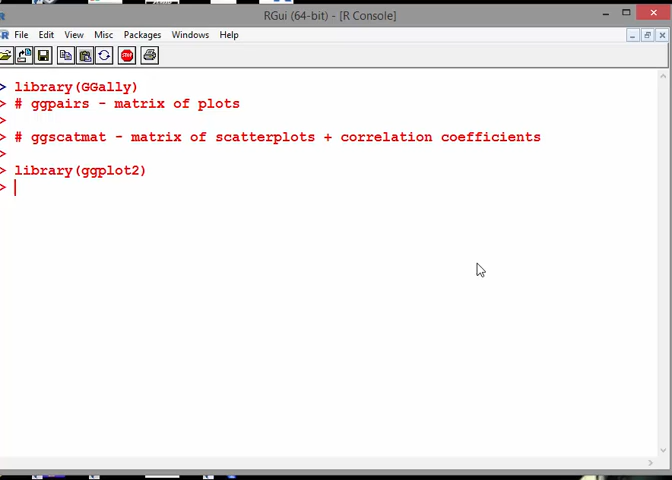 RGui (64-bit) - [R Console]
R File Edit View Misc Packages Windows Help
STOP
> library(GGally)
> # ggpairs - matrix of plots
>
> # ggscatmat - matrix of scatterplots + correlation coefficients
>
> library(ggplot2)
>